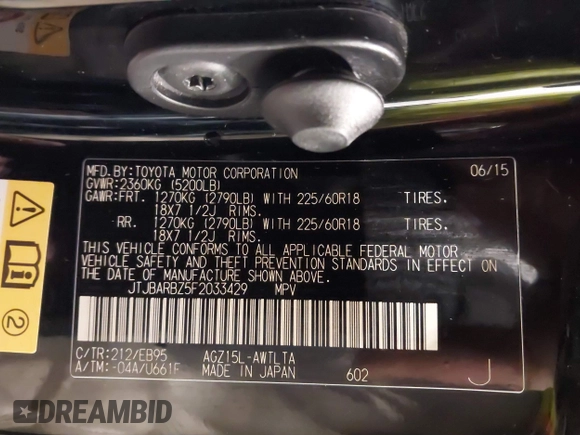 MFD.BY:TOYOTA MOTOR CORPORATION 06/15
GVWR:2360KG (5200LB)
GAWR:FRT. 1270KG (2790LB) WITH 225/60R18 TIRES.
18X7 1/2J RIMS.
RR. 1270KG (2790LB) WITH 225/60R18 TIRES.
18X7 1/2J RIMS.
THIS VEHICLE CONFORMS TO ALL APPLICABLE FEDERAL MOTOR
VEHICLE SAFETY AND THEFT PREVENTION STANDARDS IN EFFECT ON
THE DATE OF MANUFACTURE SHOWN ABOVE.
JTJBARBZ5F2033429 MPV
C/TR:212/EB95 AGZ15L-AWTLTA
A/TM:-04A/U661F MADE IN JAPAN 602 J
2
DREAMBID